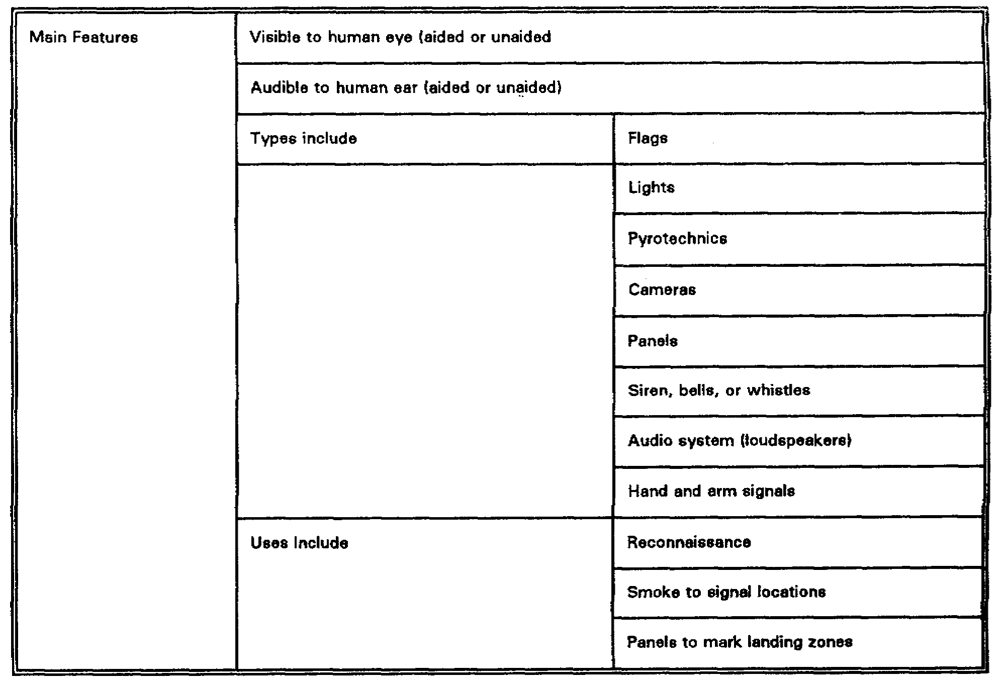 Main Features
Visible to human eye (aided or unaided
Audible to human ear (aided or unaided)
Types include
Flags
Lights
Pyrotechnics
Cameras
Panels
Siren, bells, or whistles
Audio system (loudspeakers)
Hand and arm signals
Uses Include
Reconnaissance
Smoke to signal locations
Panels to mark landing zones